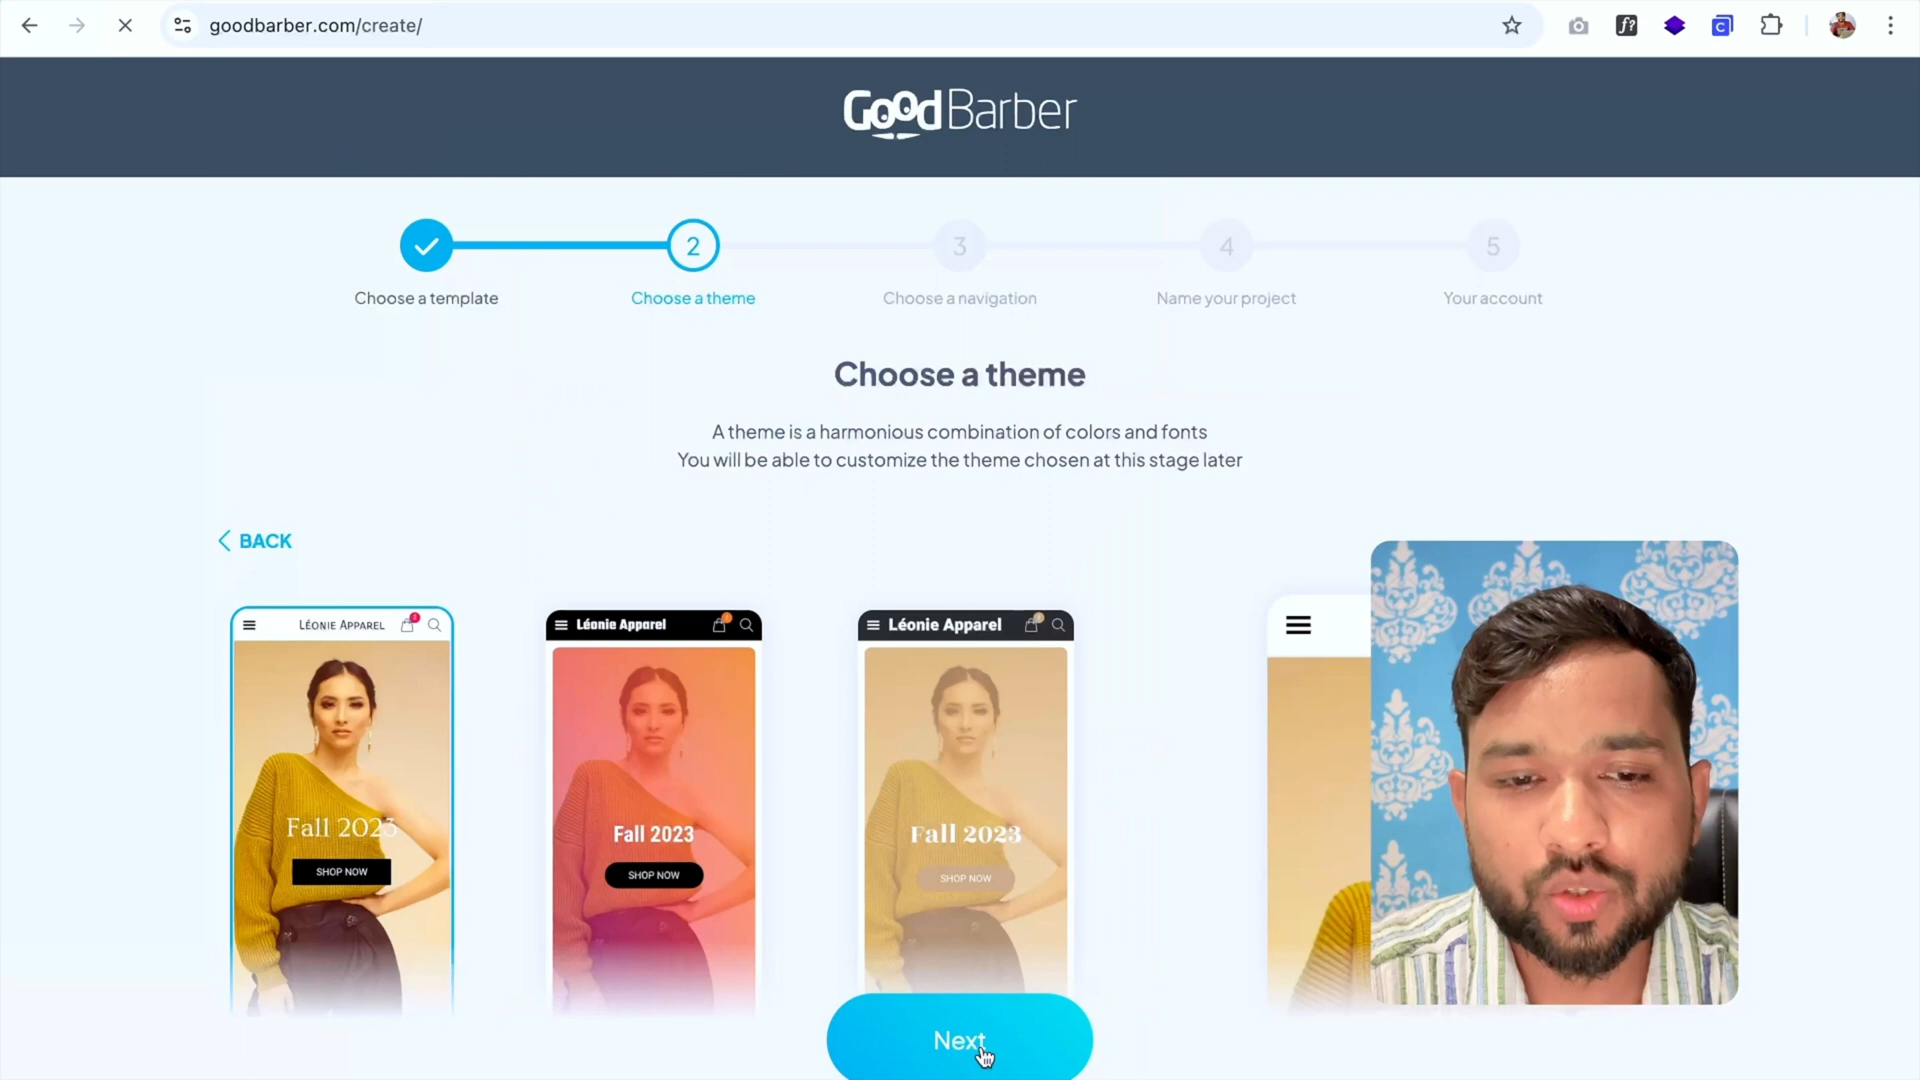 goodbarber.com/create/
f?
C
GoodBarber
2
3
4
5
Choose a template
Choose a theme
Choose a navigation
Name your project
Your account
Choose a theme
A theme is a harmonious combination of colors and fonts
You will be able to customize the theme chosen at this stage later
BACK
LÉONIE APPAREL
Fall 2023
SHOP NOW
Léonie Apparel
Fall 2023
SHOP NOW
Léonie Apparel
Fall 2023
SHOP NOW
Next